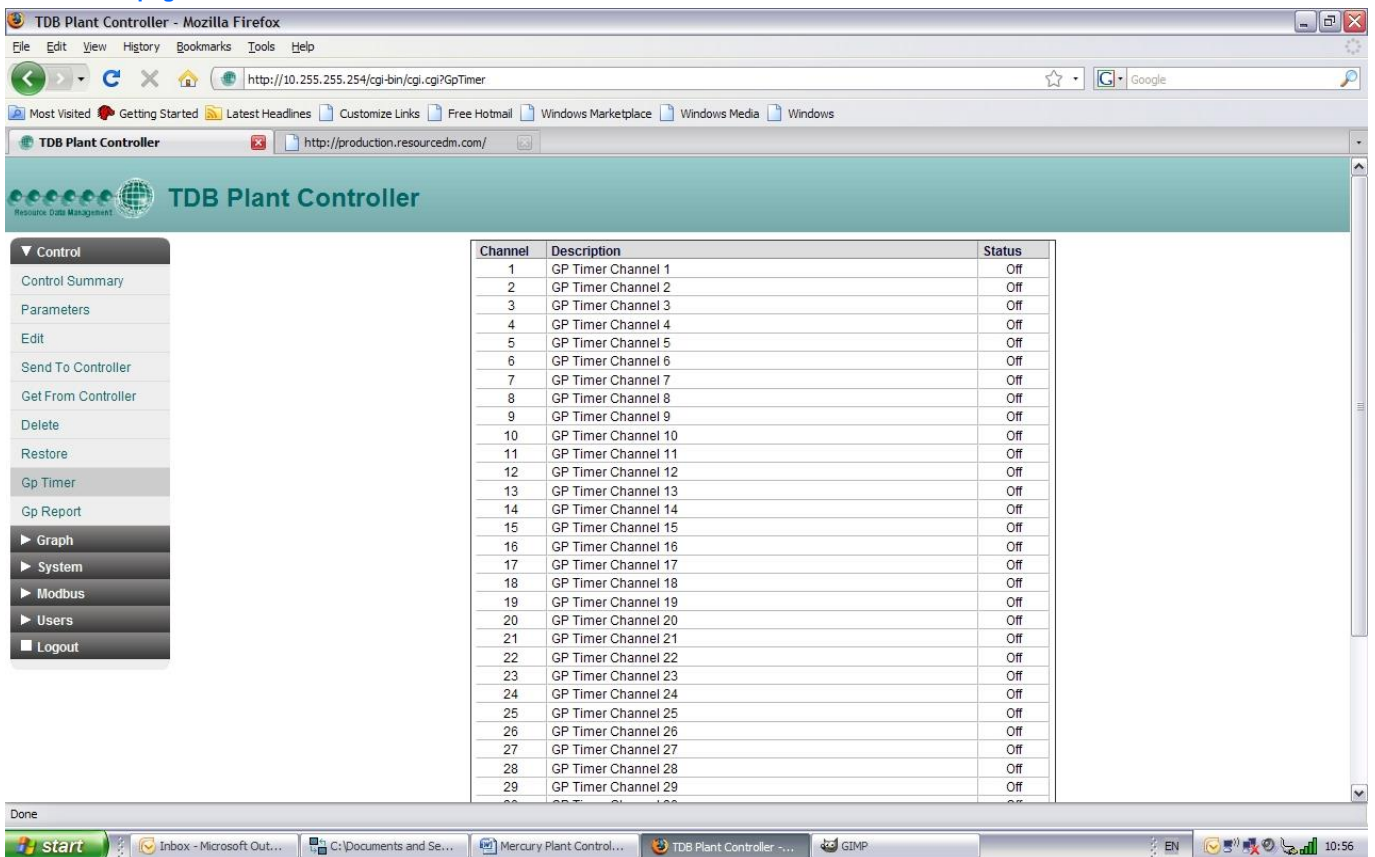 TDB Plant Controller - Mozilla Firefox
File Edit View History Bookmarks Tools Help
http://10.255.255.254/cgi-bin/cgi.cgi?GpTimer
G Google
Most Visited Getting Started Latest Headlines Customize Links Free Hotmail Windows Marketplace Windows Media Windows
TDB Plant Controller http://production.resourcedm.com/
Resource Data Management
TDB Plant Controller
Control
Control Summary
Parameters
Edit
Send To Controller
Get From Controller
Delete
Restore
Gp Timer
Gp Report
Graph
System
Modbus
Users
Logout
Channel Description Status
1 GP Timer Channel 1 Off
2 GP Timer Channel 2 Off
3 GP Timer Channel 3 Off
4 GP Timer Channel 4 Off
5 GP Timer Channel 5 Off
6 GP Timer Channel 6 Off
7 GP Timer Channel 7 Off
8 GP Timer Channel 8 Off
9 GP Timer Channel 9 Off
10 GP Timer Channel 10 Off
11 GP Timer Channel 11 Off
12 GP Timer Channel 12 Off
13 GP Timer Channel 13 Off
14 GP Timer Channel 14 Off
15 GP Timer Channel 15 Off
16 GP Timer Channel 16 Off
17 GP Timer Channel 17 Off
18 GP Timer Channel 18 Off
19 GP Timer Channel 19 Off
20 GP Timer Channel 20 Off
21 GP Timer Channel 21 Off
22 GP Timer Channel 22 Off
23 GP Timer Channel 23 Off
24 GP Timer Channel 24 Off
25 GP Timer Channel 25 Off
26 GP Timer Channel 26 Off
27 GP Timer Channel 27 Off
28 GP Timer Channel 28 Off
29 GP Timer Channel 29 Off
Done
start Inbox - Microsoft Out... C:\Documents and Se... Mercury Plant Control... TDB Plant Controller -... GIMP EN 10:56